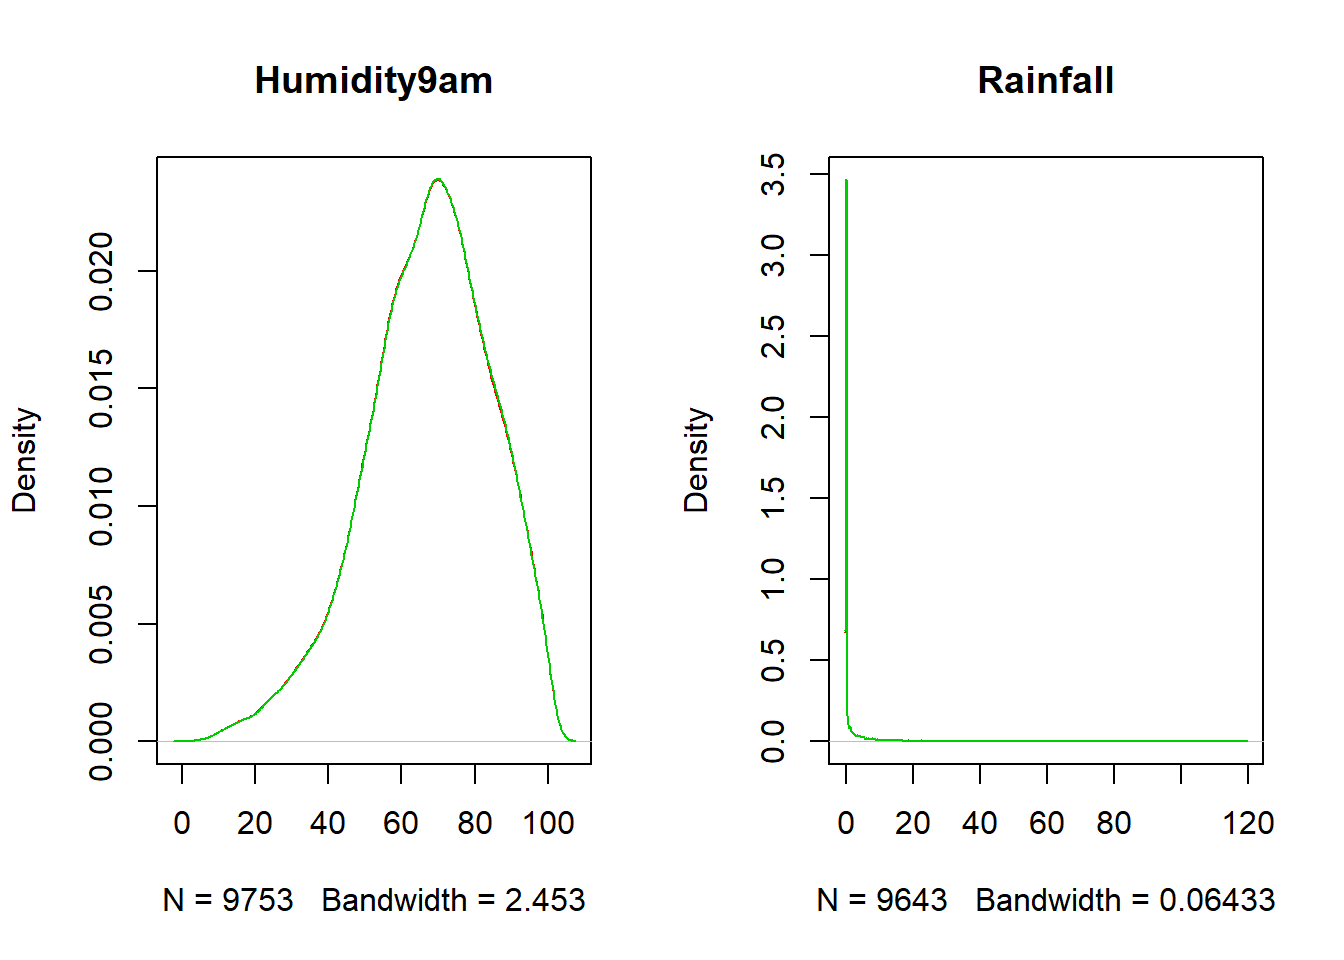 Humidity9am
Density
0.020
0.015
0.010
0.005
0.000
0 20 40 60 80 100
N = 9753 Bandwidth = 2.453
Rainfall
Density
3.5
3.0
2.5
2.0
1.5
1.0
0.5
0.0
0 20 40 60 80 120
N = 9643 Bandwidth = 0.06433